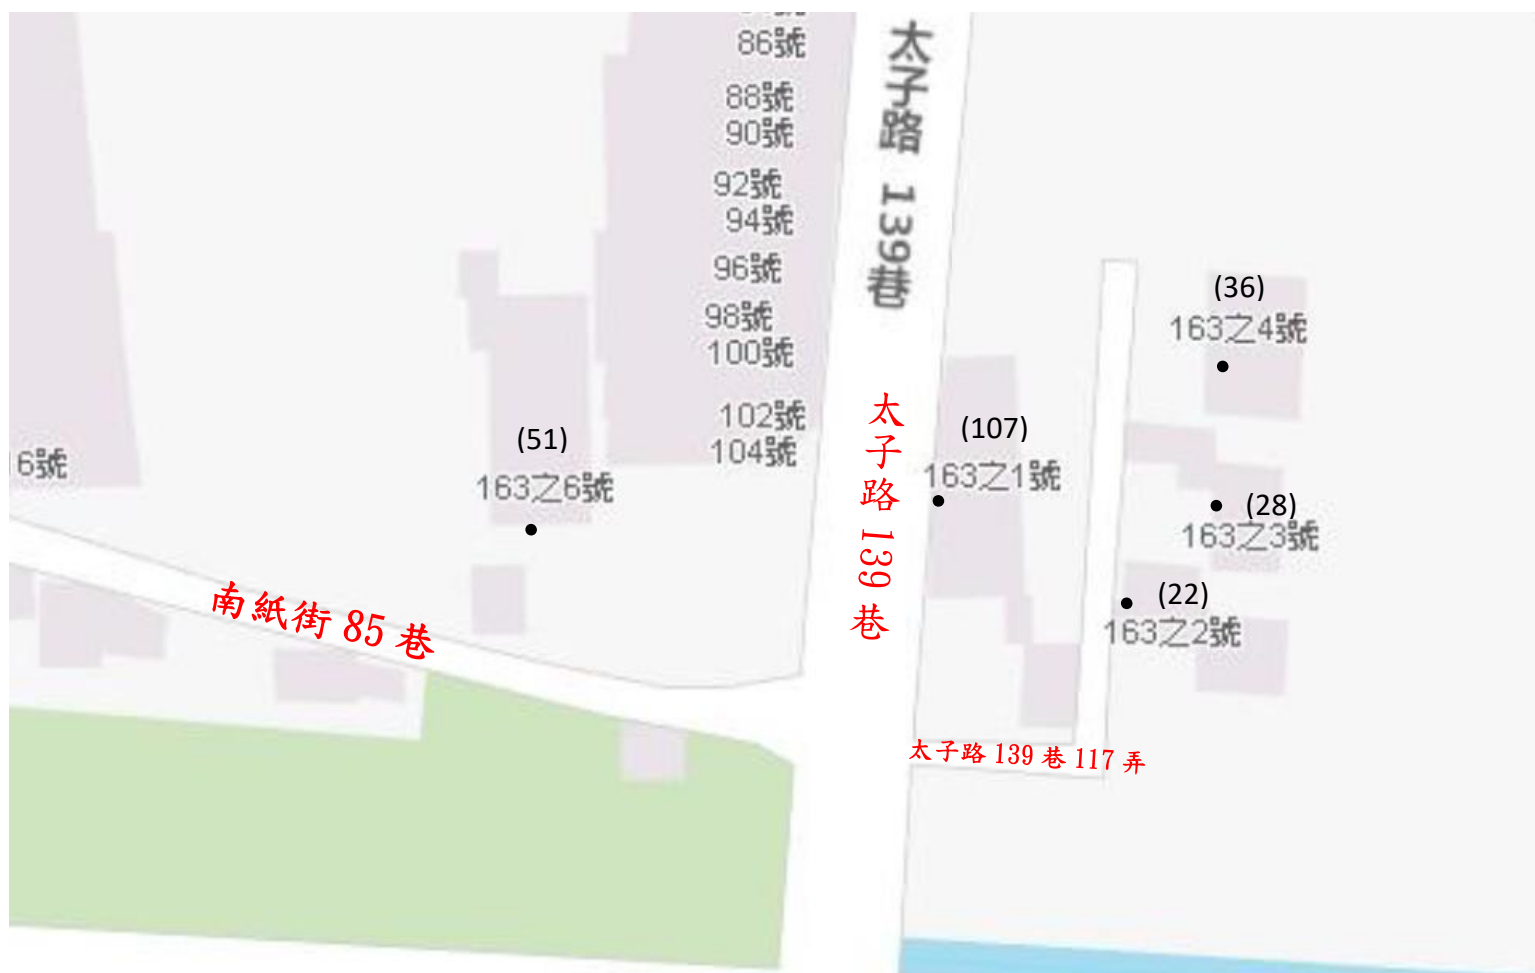 86號
88號
90號
92號
94號
96號
98號
100號
102號
104號
太子路 139巷
(36)
163之4號
太子路 139 巷
(107)
163之1號
(51)
163之6號
6號
(28)
163之3號
(22)
163之2號
南紙街 85 巷
太子路 139 巷 117 弄